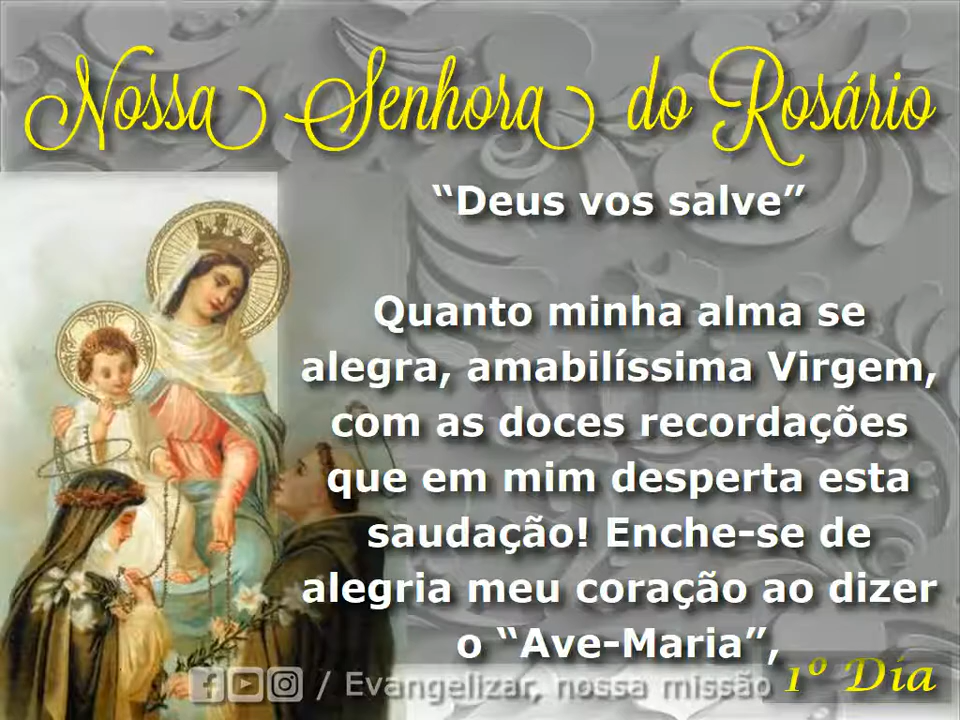 Nossa Senhora do Rosário
“Deus vos salve”
Quanto minha alma se
alegra, amabilíssima Virgem,
com as doces recordações
que em mim desperta esta
saudação! Enche-se de
alegria meu coração ao dizer
o “Ave-Maria”,
/ Evangelizar, nossa missão
1º Dia